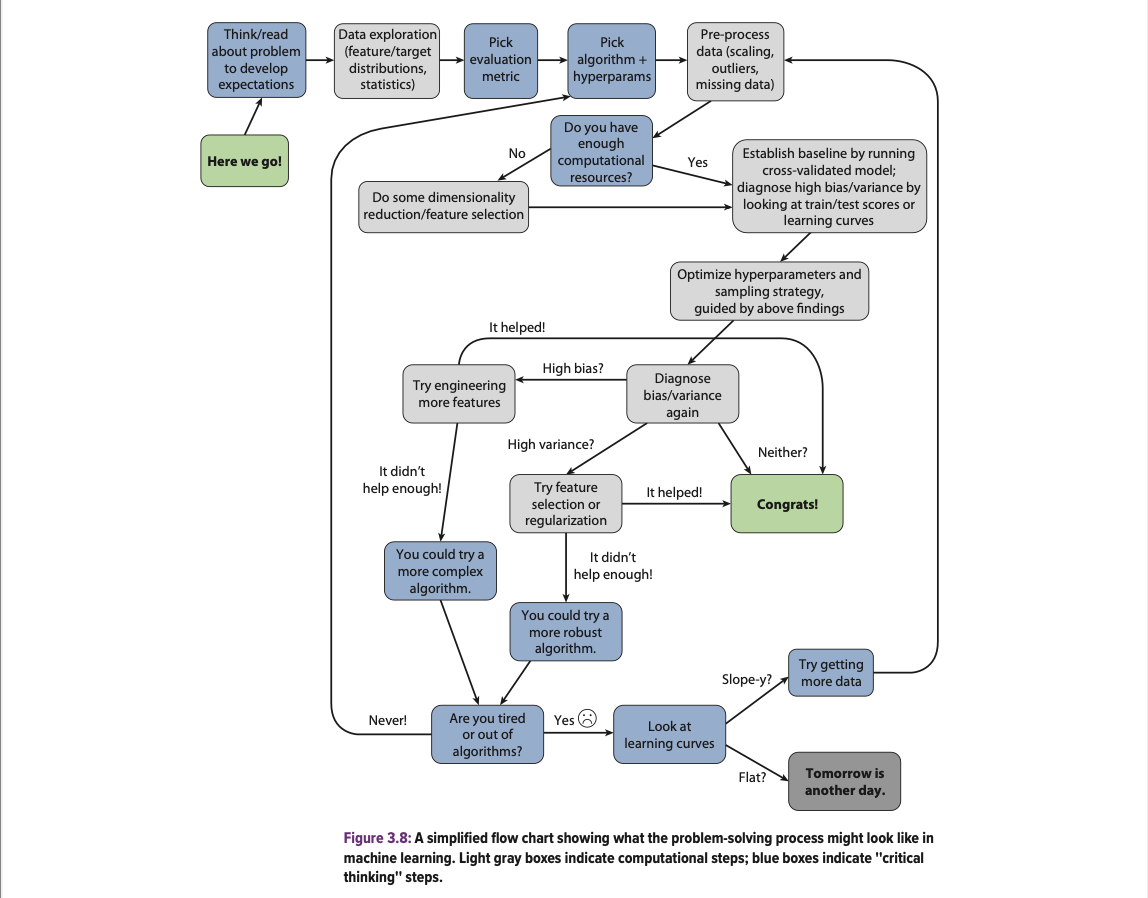 Think/read
about problem
to develop
expectations
Data exploration
(feature/target
distributions,
statistics)
Pick
evaluation
metric
Pick
algorithm +
hyperparams
Pre-process
data (scaling,
outliers,
missing data)
Here we go!
Do you have
enough
computational
resources?
No
Yes
Do some dimensionality
reduction/feature selection
Establish baseline by running
cross-validated model;
diagnose high bias/variance by
looking at train/test scores or
learning curves
Optimize hyperparameters and
sampling strategy,
guided by above findings
It helped!
Try engineering
more features
High bias?
Diagnose
bias/variance
again
High variance?
Neither?
It didn't
help enough!
Try feature
selection or
regularization
It helped!
Congrats!
You could try a
more complex
algorithm.
It didn't
help enough!
You could try a
more robust
algorithm.
Never!
Are you tired
or out of
algorithms?
Yes
Look at
learning curves
Slope-y?
Try getting
more data
Flat?
Tomorrow is
another day.
Figure 3.8: A simplified flow chart showing what the problem-solving process might look like in
machine learning. Light gray boxes indicate computational steps; blue boxes indicate "critical
thinking" steps.